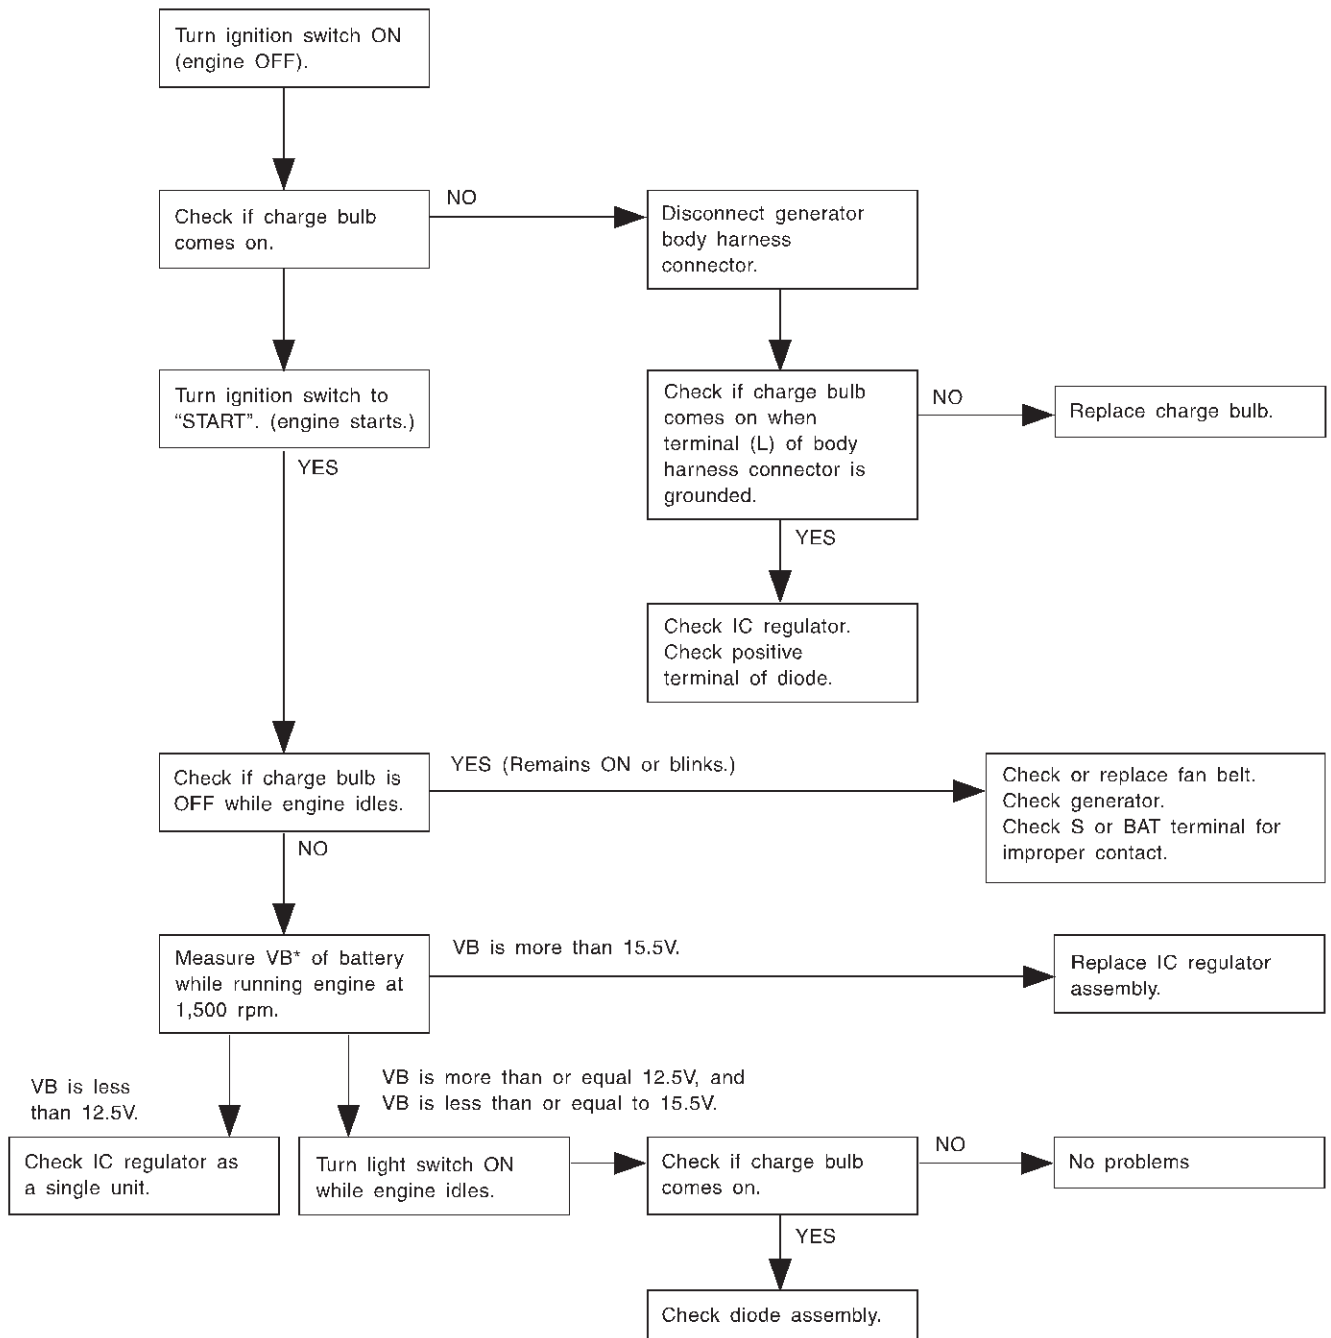 Turn ignition switch ON
(engine OFF).
Check if charge bulb
comes on.
NO
Disconnect generator
body harness
connector.
Turn ignition switch to
“START”. (engine starts.)
YES
Check if charge bulb
comes on when
terminal (L) of body
harness connector is
grounded.
NO
Replace charge bulb.
YES
Check IC regulator.
Check positive
terminal of diode.
Check if charge bulb is
OFF while engine idles.
YES (Remains ON or blinks.)
Check or replace fan belt.
Check generator.
Check S or BAT terminal for
improper contact.
NO
Measure VB* of battery
while running engine at
1,500 rpm.
VB is more than 15.5V.
Replace IC regulator
assembly.
VB is less
than 12.5V.
VB is more than or equal 12.5V, and
VB is less than or equal to 15.5V.
Check IC regulator as
a single unit.
Turn light switch ON
while engine idles.
Check if charge bulb
comes on.
NO
No problems
YES
Check diode assembly.